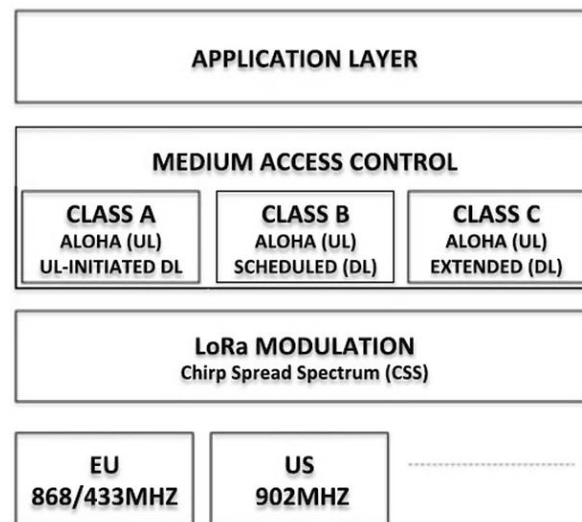 APPLICATION LAYER
MEDIUM ACCESS CONTROL
CLASS A
ALOHA (UL)
UL-INITIATED DL
CLASS B
ALOHA (UL)
SCHEDULED (DL)
CLASS C
ALOHA (UL)
EXTENDED (DL)
LoRa MODULATION
Chirp Spread Spectrum (CSS)
EU
868/433MHZ
US
902MHZ